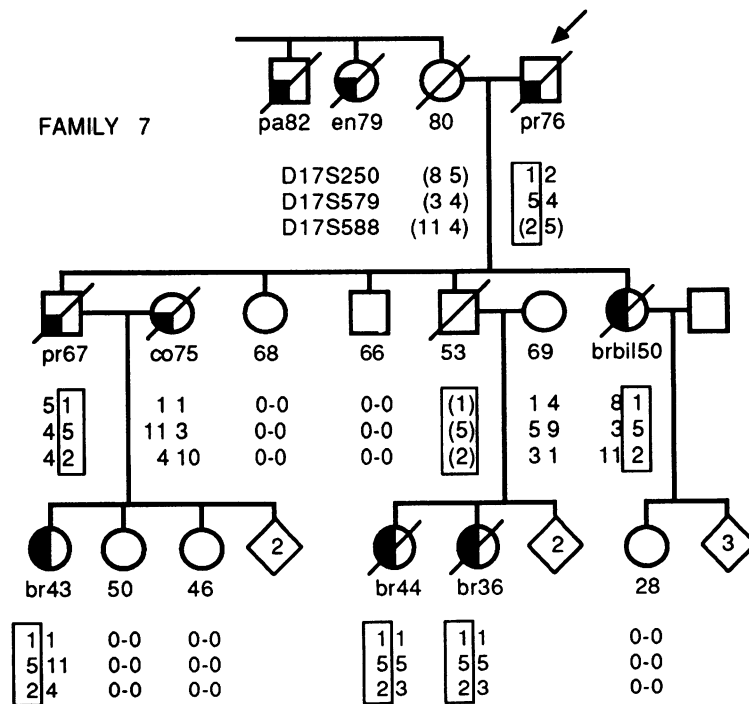 pa82 en79 80 pr76
FAMILY 7
D17S250 (8 5) 1 2
D17S579 (3 4) 5 4
D17S588 (11 4) (2 5)
pr67 co75 68 66 53 69 brbil50
5 1 1 1 0-0 0-0 (1) 1 4 8 1
4 5 11 3 0-0 0-0 (5) 5 9 3 5
4 2 4 10 0-0 0-0 (2) 3 1 11 2
2 2 3
br43 50 46 br44 br36 28
1 1 0-0 0-0 1 1 1 1 0-0
5 11 0-0 0-0 5 5 5 5 0-0
2 4 0-0 0-0 2 3 2 3 0-0